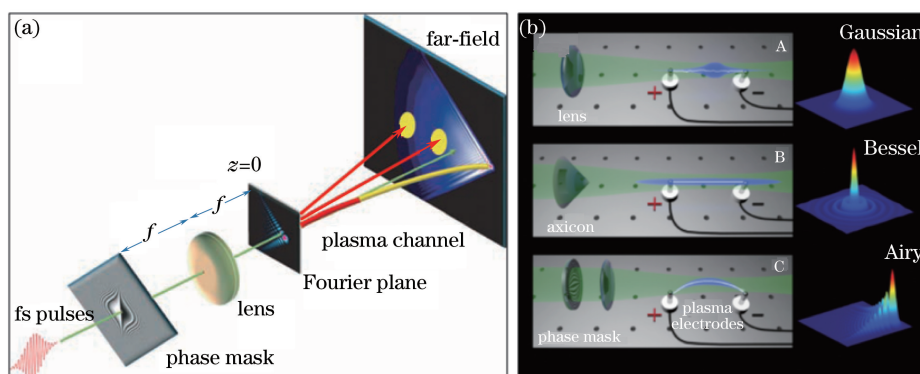 (a)
far-field
z=0
f
f
plasma channel
Fourier plane
lens
fs pulses
phase mask
(b)
A
Gaussian
+
−
lens
B
Bessel
+
−
axicon
C
Airy
+
−
plasma
electrodes
phase mask